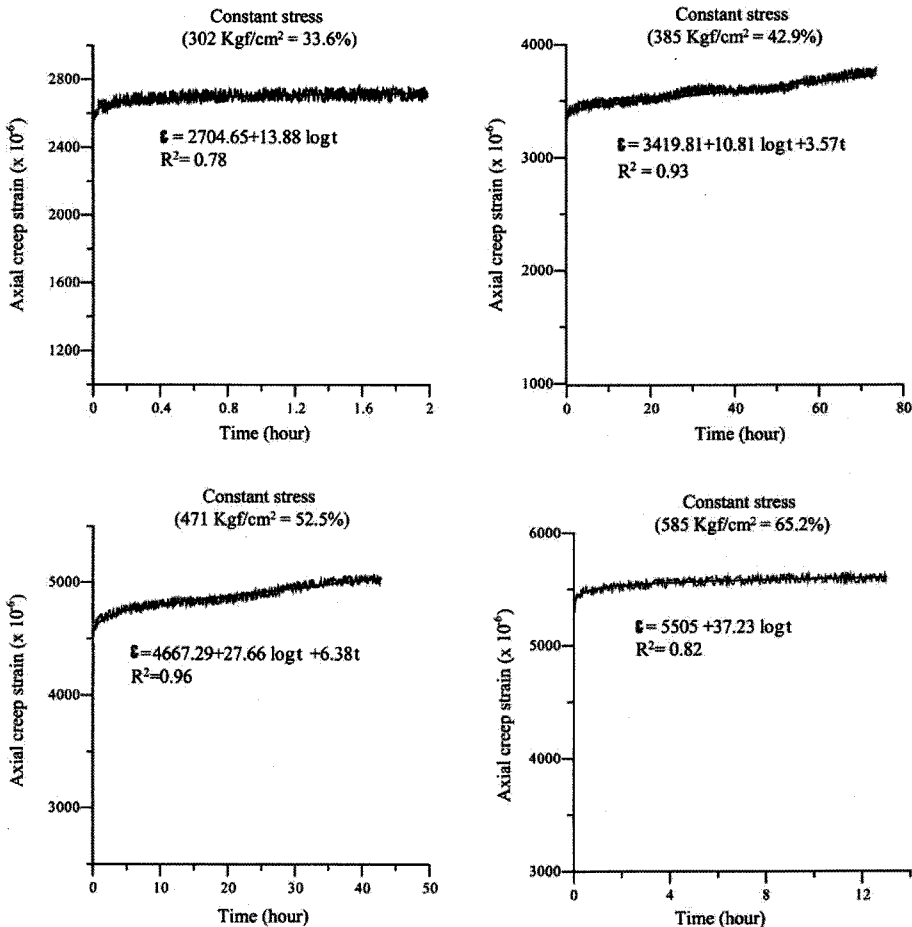 Constant stress
(302 Kgf/cm² = 33.6%)
Axial creep strain (x 10⁻⁶)
2800
2400
2000
1600
1200
ε = 2704.65+13.88 logt
R²= 0.78
0 0.4 0.8 1.2 1.6 2
Time (hour)
Constant stress
(385 Kgf/cm² = 42.9%)
Axial creep strain (x 10⁻⁶)
4000
3000
2000
1000
ε = 3419.81+10.81 logt +3.57t
R² = 0.93
0 20 40 60 80
Time (hour)
Constant stress
(471 Kgf/cm² = 52.5%)
Axial creep strain (x 10⁻⁶)
5000
4000
3000
ε=4667.29+27.66 logt +6.38t
R²=0.96
0 10 20 30 40 50
Time (hour)
Constant stress
(585 Kgf/cm² = 65.2%)
Axial creep strain (x 10⁻⁶)
6000
5000
4000
3000
ε = 5505 +37.23 logt
R²= 0.82
0 4 8 12
Time (hour)